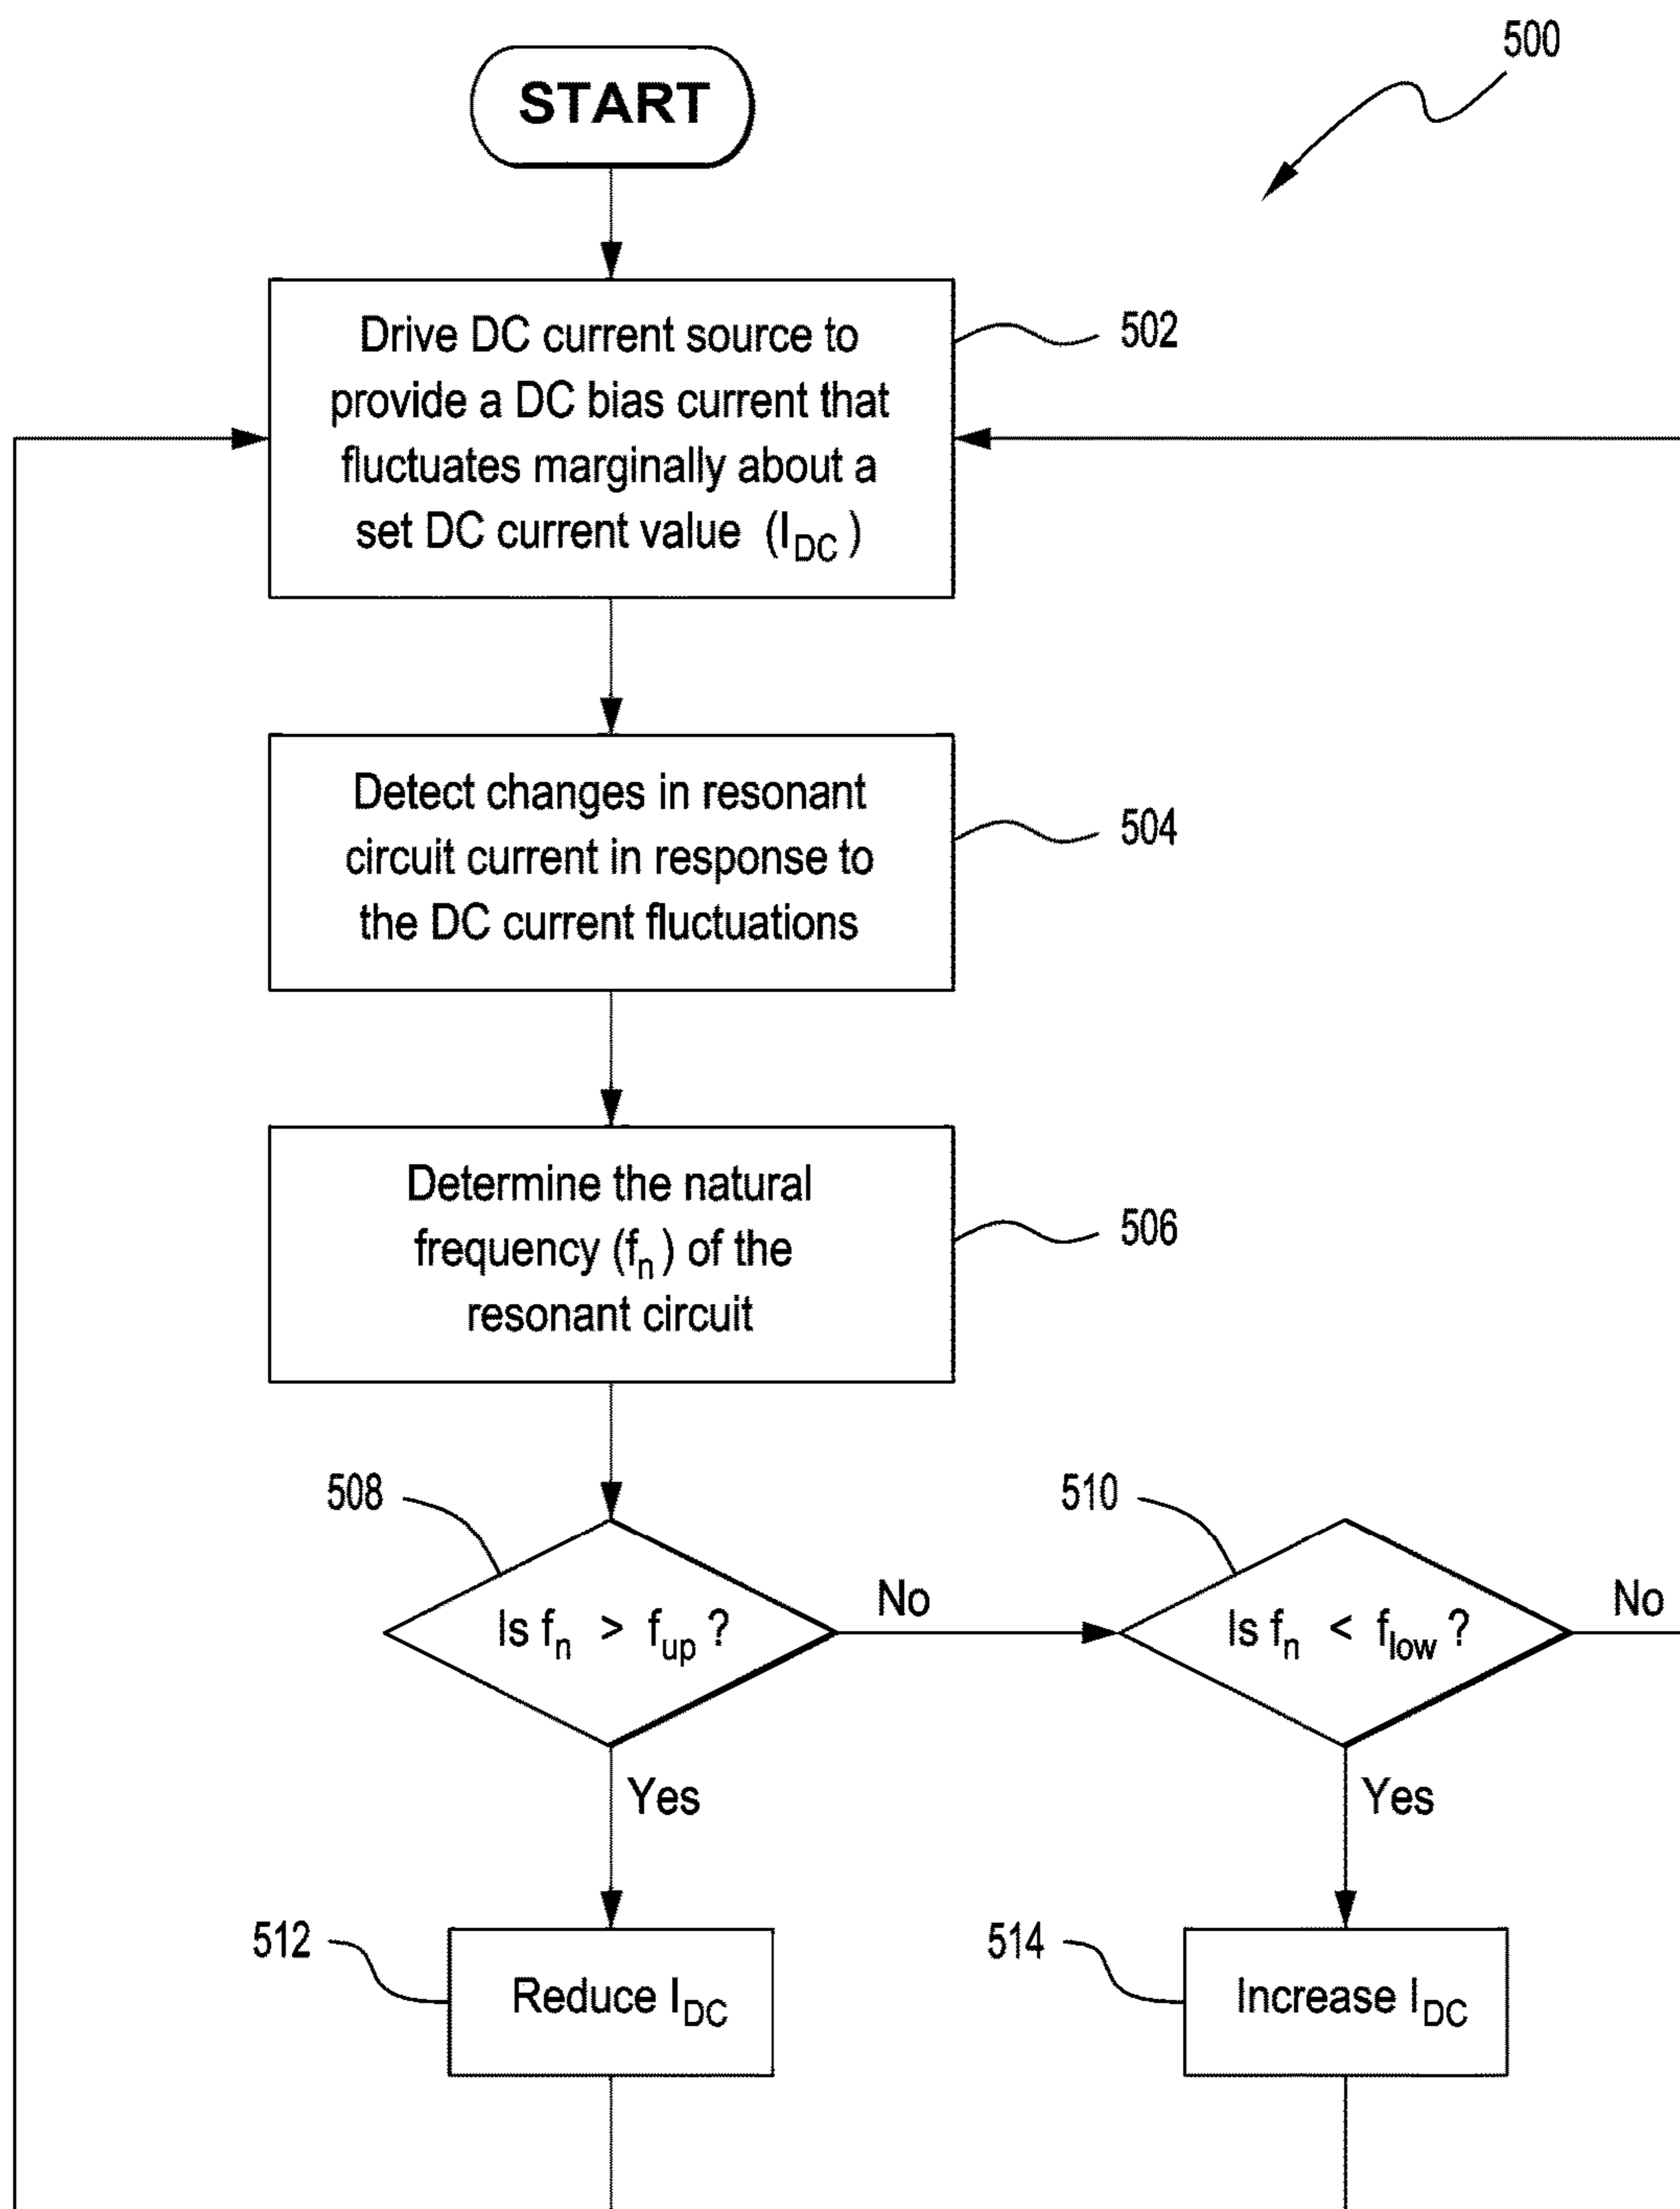 500
START
Drive DC current source to
provide a DC bias current that
fluctuates marginally about a
set DC current value (I_DC)
502
Detect changes in resonant
circuit current in response to
the DC current fluctuations
504
Determine the natural
frequency (f_n) of the
resonant circuit
506
508
Is f_n > f_up ?
No
510
Is f_n < f_low ?
No
Yes
Yes
512
Reduce I_DC
514
Increase I_DC